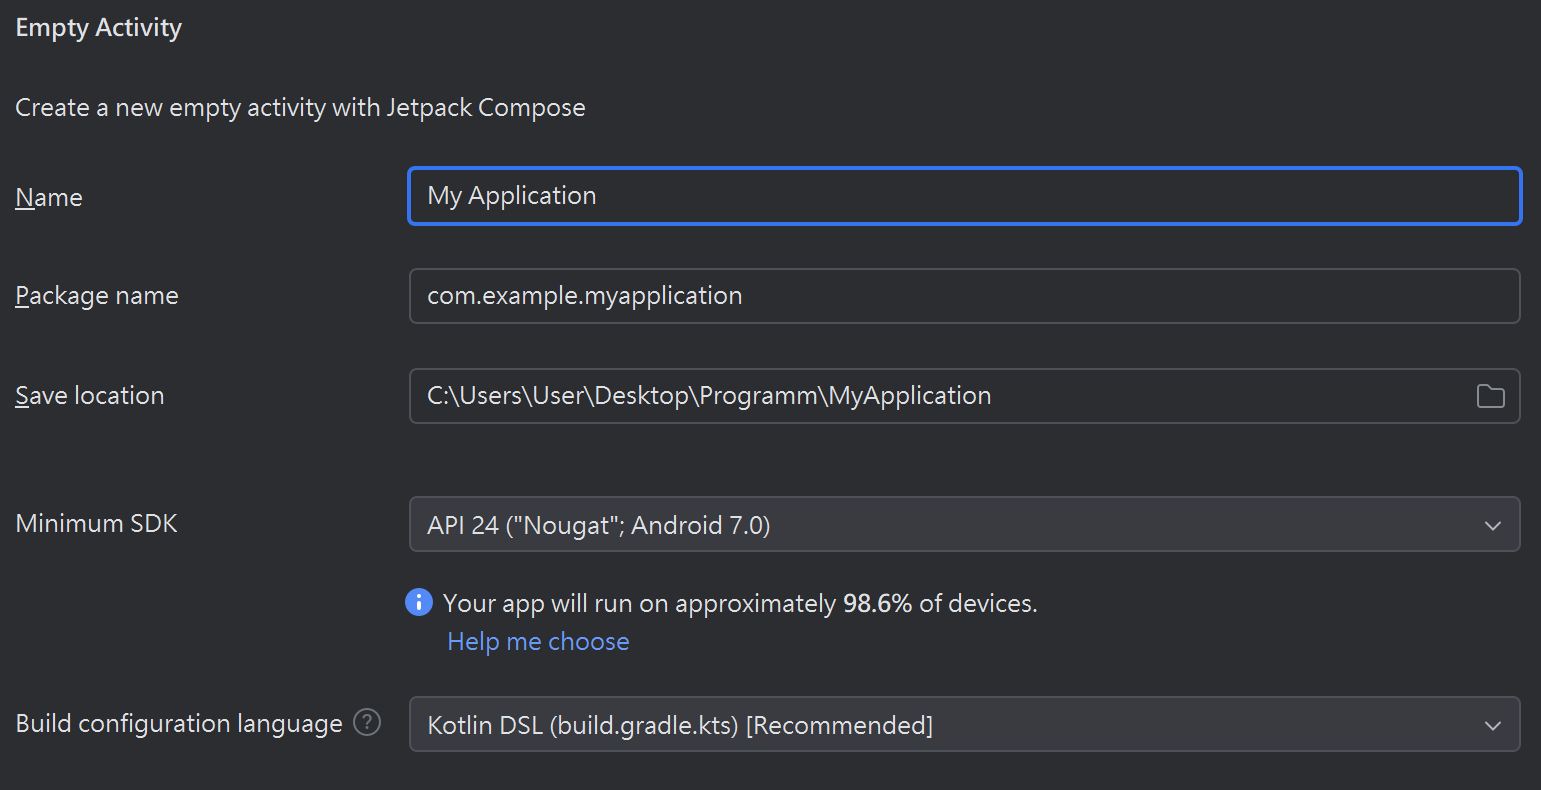 Empty Activity
Create a new empty activity with Jetpack Compose
Name
My Application
Package name
com.example.myapplication
Save location
C:\Users\User\Desktop\Programm\MyApplication
Minimum SDK
API 24 ("Nougat"; Android 7.0)
Your app will run on approximately 98.6% of devices.
Help me choose
Build configuration language ?
Kotlin DSL (build.gradle.kts) [Recommended]